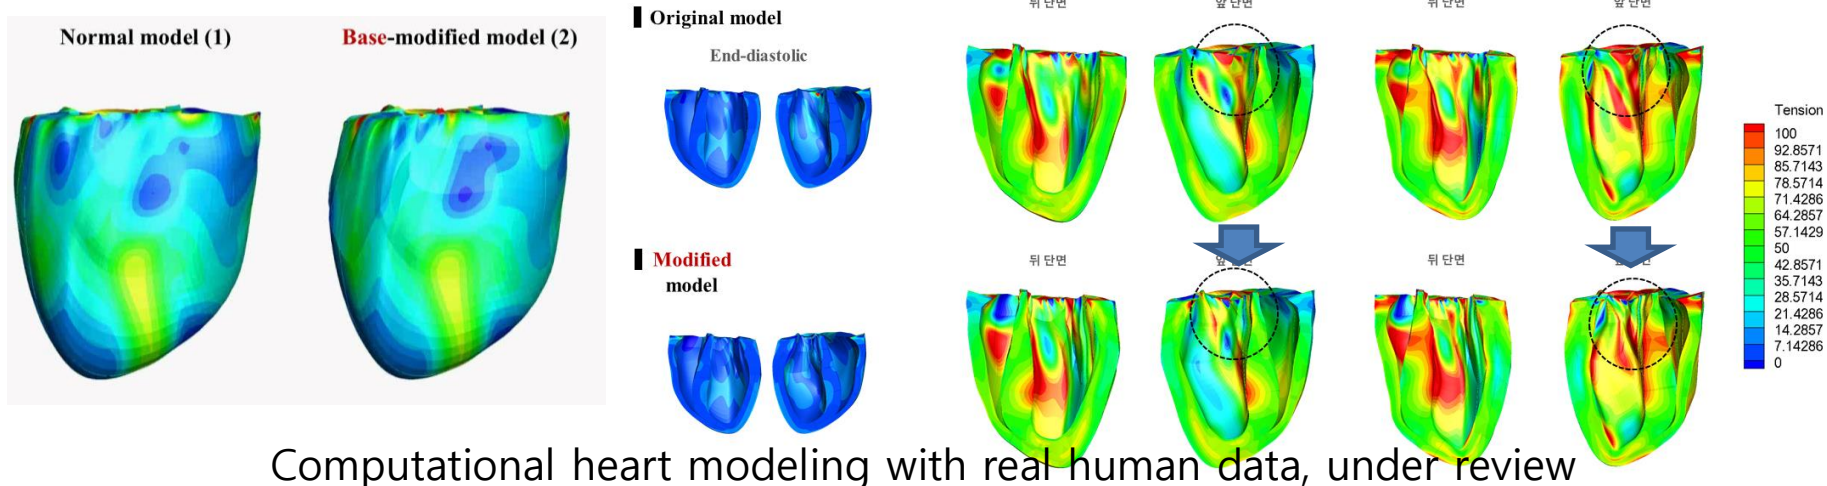 Normal model (1)
Base-modified model (2)
Original model
End-diastolic
뒤 단면
앞 단면
뒤 단면
앞 단면
Modified
model
뒤 단면
뒤 단면
Tension
100
92.8571
85.7143
78.5714
71.4286
64.2857
57.1429
50
42.8571
35.7143
28.5714
21.4286
14.2857
7.14286
0
Computational heart modeling with real human data, under review